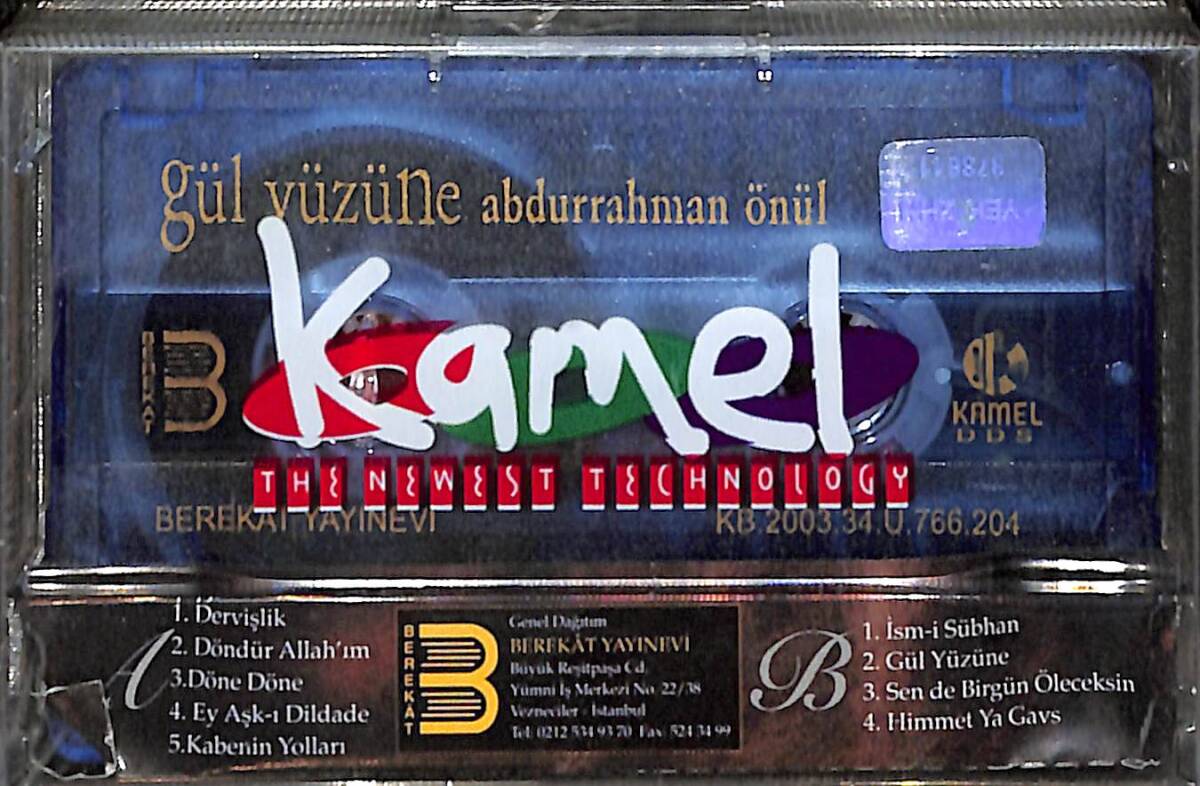 gül yüzüne abdurrahman önül
Kamel
THE NEWEST TECHNOLOGY
BEREKAT
KAMEL
DDS
BEREKAT YAYINEVİ
KB.2003.34.Ü.766.204
A
1. Dervişlik
2. Döndür Allah'ım
3.Döne Döne
4. Ey Aşk-ı Dildade
5.Kabenin Yolları
BEREKAT
Genel Dağıtım
BEREKÂT YAYINEVİ
Büyük Reşitpaşa Cd.
Yümni İş Merkezi No: 22/38
Vezneciler - İstanbul
Tel: 0212 534 93 70 Fax: 524 34 99
B
1. İsm-i Sübhan
2. Gül Yüzüne
3. Sen de Birgün Öleceksin
4. Himmet Ya Gavs